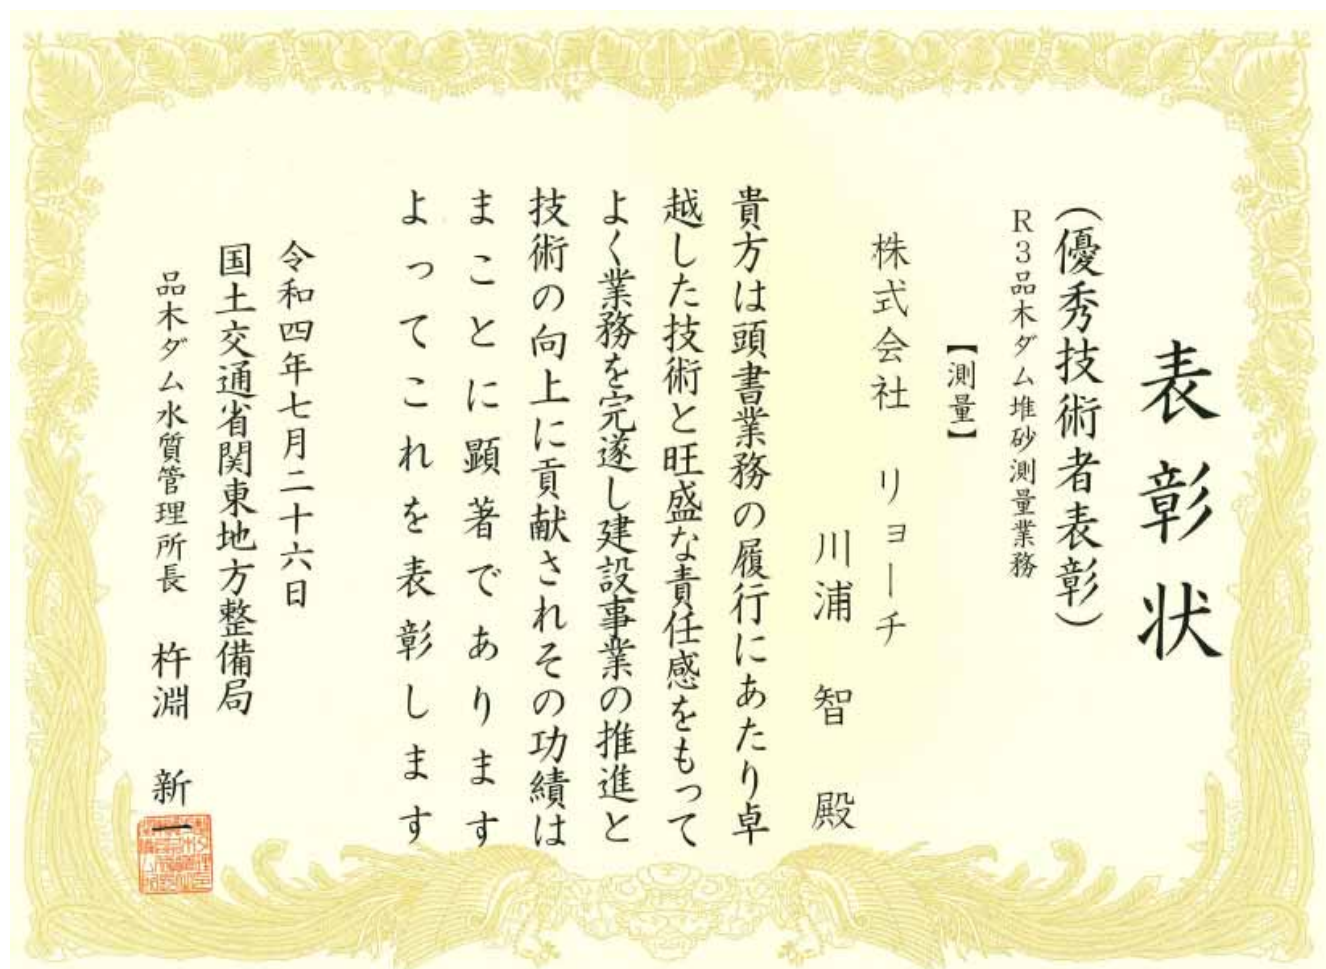 表彰状
（優秀技術者表彰）
Ｒ３品木ダム堆砂測量業務
【測量】
株式会社 リョーチ
川浦 智 殿
貴方は頭書業務の履行にあたり卓
越した技術と旺盛な責任感をもって
よく業務を完遂し建設事業の推進と
技術の向上に貢献されその功績は
まことに顕著であります
よってこれを表彰します
令和四年七月二十六日
国土交通省関東地方整備局
品木ダム水質管理所長 杵淵 新一